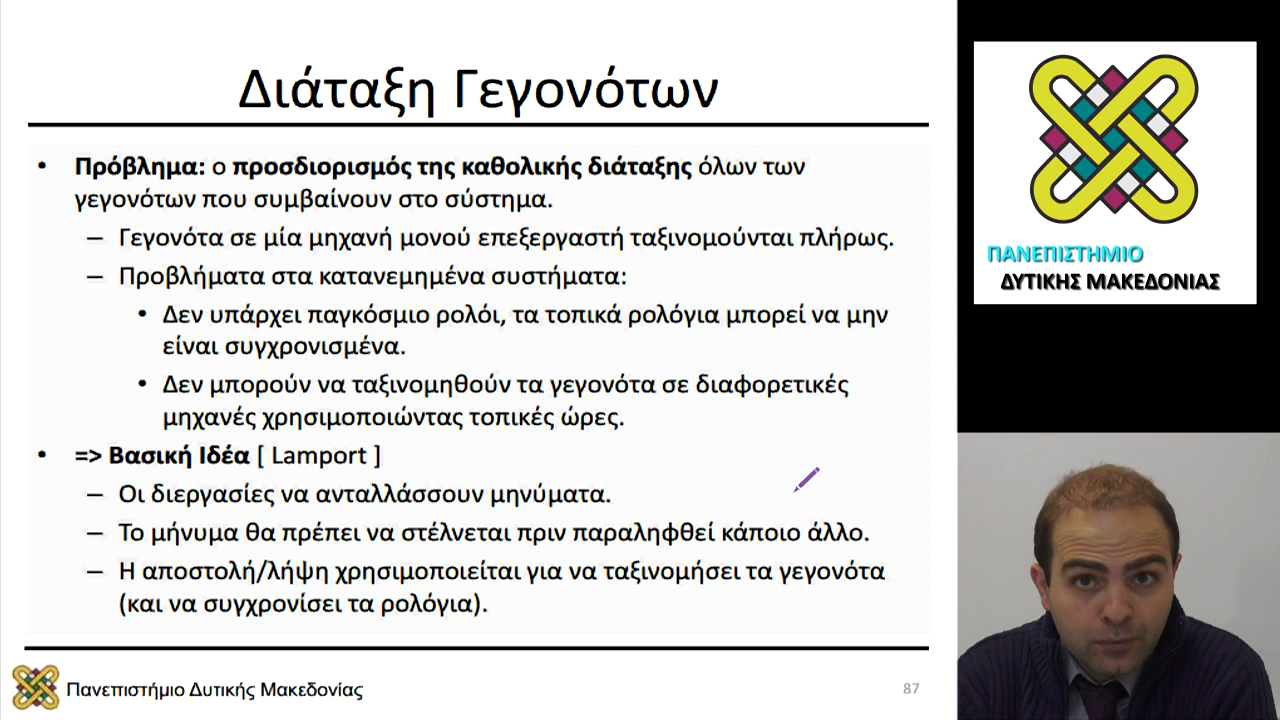 Διάταξη Γεγονότων
• Πρόβλημα: ο προσδιορισμός της καθολικής διάταξης όλων των
γεγονότων που συμβαίνουν στο σύστημα.
– Γεγονότα σε μία μηχανή μονού επεξεργαστή ταξινομούνται πλήρως.
– Προβλήματα στα κατανεμημένα συστήματα:
• Δεν υπάρχει παγκόσμιο ρολόι, τα τοπικά ρολόγια μπορεί να μην
είναι συγχρονισμένα.
• Δεν μπορούν να ταξινομηθούν τα γεγονότα σε διαφορετικές
μηχανές χρησιμοποιώντας τοπικές ώρες.
• => Βασική Ιδέα [ Lamport ]
– Οι διεργασίες να ανταλλάσσουν μηνύματα.
– Το μήνυμα θα πρέπει να στέλνεται πριν παραληφθεί κάποιο άλλο.
– Η αποστολή/λήψη χρησιμοποιείται για να ταξινομήσει τα γεγονότα
(και να συγχρονίσει τα ρολόγια).
Πανεπιστήμιο Δυτικής Μακεδονίας
87
ΠΑΝΕΠΙΣΤΗΜΙΟ
ΔΥΤΙΚΗΣ ΜΑΚΕΔΟΝΙΑΣ